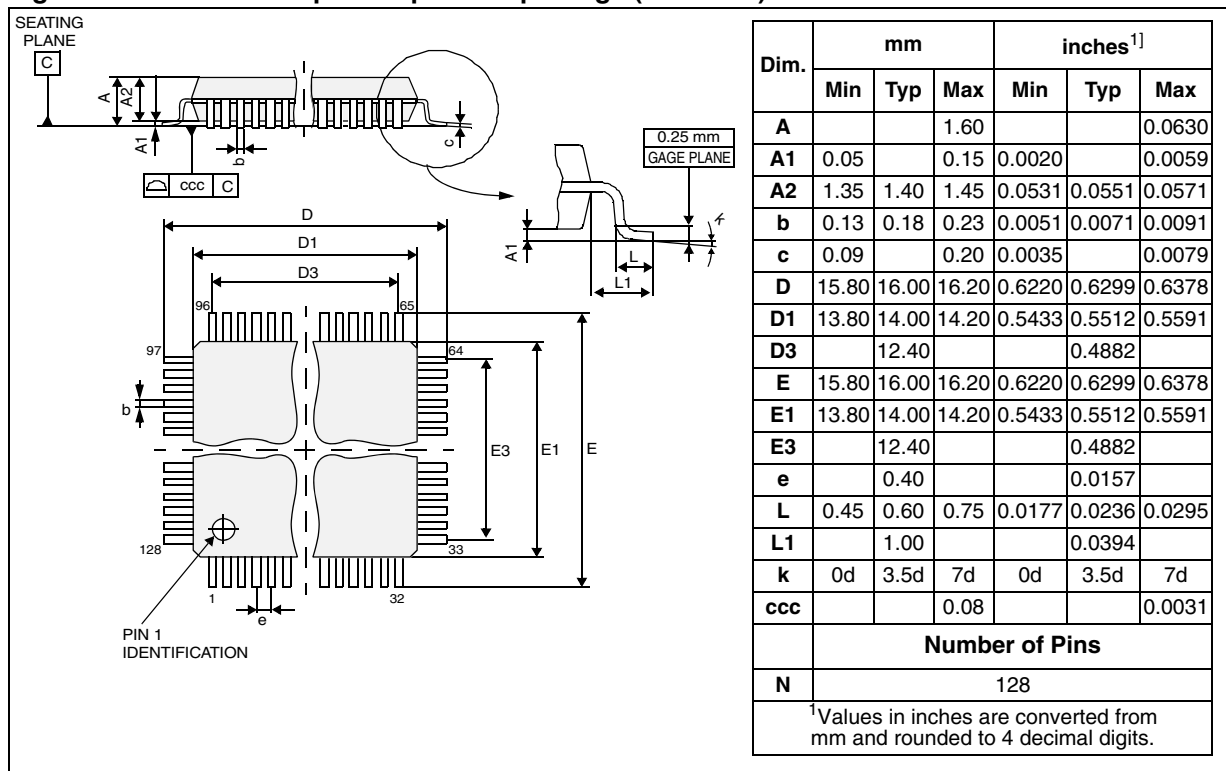 SEATING
PLANE
C
A
A2
A1
b
c
ccc C
0.25 mm
GAGE PLANE
A1
L
L1
k
D
D1
D3
96
65
97
64
b
E3
E1
E
128
33
1
32
e
PIN 1
IDENTIFICATION
Dim. mm inches1]
Min Typ Max Min Typ Max
A 1.60 0.0630
A1 0.05 0.15 0.0020 0.0059
A2 1.35 1.40 1.45 0.0531 0.0551 0.0571
b 0.13 0.18 0.23 0.0051 0.0071 0.0091
c 0.09 0.20 0.0035 0.0079
D 15.80 16.00 16.20 0.6220 0.6299 0.6378
D1 13.80 14.00 14.20 0.5433 0.5512 0.5591
D3 12.40 0.4882
E 15.80 16.00 16.20 0.6220 0.6299 0.6378
E1 13.80 14.00 14.20 0.5433 0.5512 0.5591
E3 12.40 0.4882
e 0.40 0.0157
L 0.45 0.60 0.75 0.0177 0.0236 0.0295
L1 1.00 0.0394
k 0d 3.5d 7d 0d 3.5d 7d
ccc 0.08 0.0031
Number of Pins
N 128
1Values in inches are converted from
mm and rounded to 4 decimal digits.